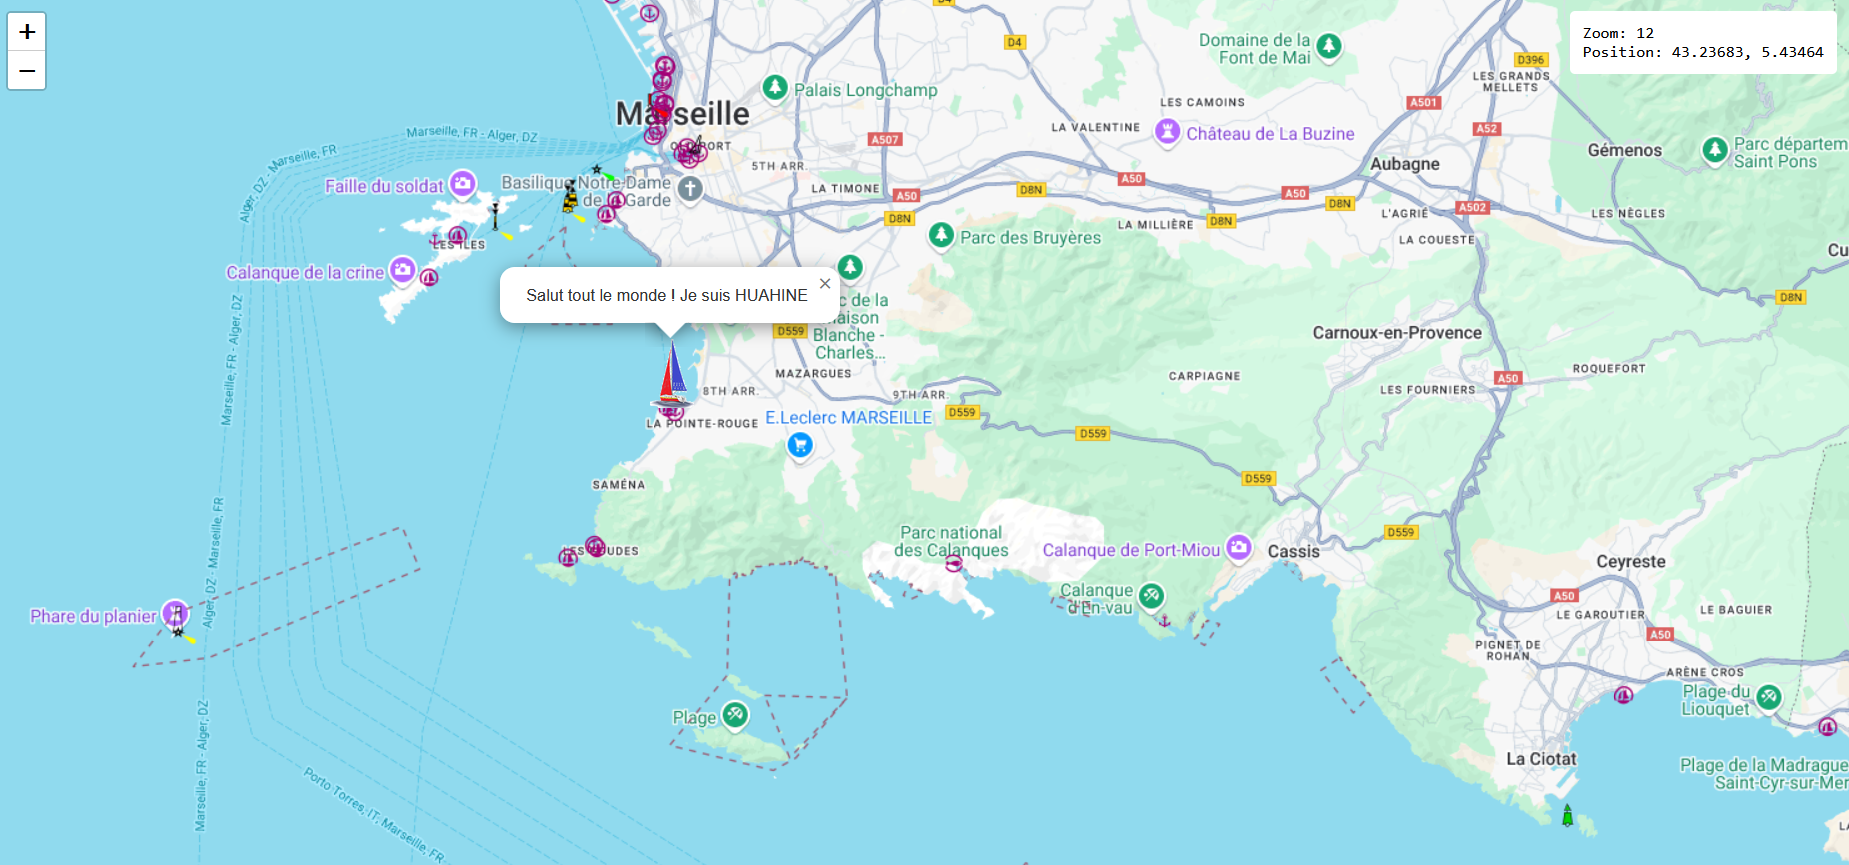 +
−
Zoom: 12
Position: 43.23683, 5.43464
D4
D4
Domaine de la
Font de Mai
D396
LES GRANDS
MELLETS
Palais Longchamp
LES CAMOINS
A501
Marseille
LA VALENTINE
Château de La Buzine
A52
Marseille, FR - Alger, DZ
A507
Gémenos
Parc départem
Saint Pons
Alger, DZ - Marseille, FR
5TH ARR.
Aubagne
Faille du soldat
Basilique Notre-Dame
de la Garde
LA TIMONE
A50
D8N
A50
A50
D8N
A502
L'AGRIÉ
LES NÈGLES
D8N
LA MILLIÈRE
D8N
LES ÎLES
Parc des Bruyères
LA COUESTE
Cu
Calanque de la crine
Salut tout le monde ! Je suis HUAHINE
×
c de la
aison
Blanche -
Charles...
D8N
D559
Carnoux-en-Provence
Marseille, FR - Alger, DZ
MAZARGUES
CARPIAGNE
ROQUEFORT
A50
8TH ARR.
9TH ARR.
LES FOURNIERS
LA POINTE-ROUGE
E.Leclerc MARSEILLE
D559
D559
SAMÉNA
D559
Parc national
des Calanques
Calanque de Port-Miou
Cassis
D559
Ceyreste
Alger, DZ - Marseille, FR
Calanque
d'En-vau
A50
LE GAROUTIER
LE BAGUIER
Phare du planier
A50
PIGNET DE
ROHAN
ARÈNE CROS
Plage
Plage du
Liouquet
Marseille, FR - Alger, DZ
La Ciotat
Plage de la Madrague
Saint-Cyr-sur-Mer
Porto Torres, IT, Marseille, FR